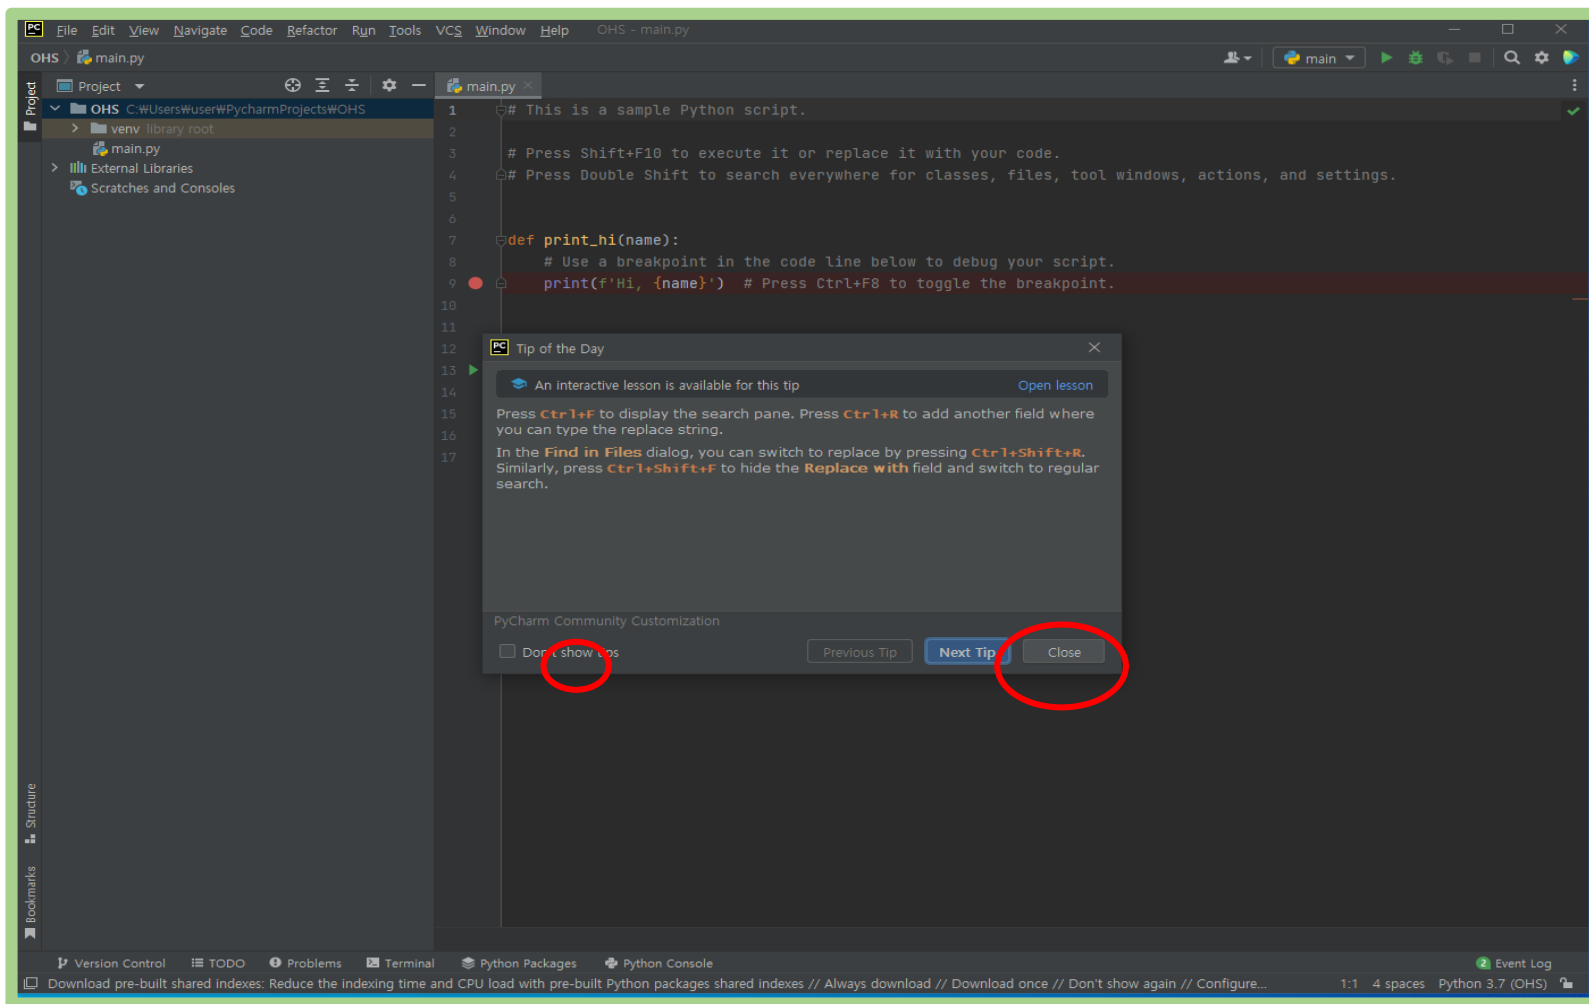 PC File Edit View Navigate Code Refactor Run Tools VCS Window Help OHS - main.py
OHS main.py main
Project
Project
main.py
OHS C:₩Users₩user₩PycharmProjects₩OHS
venv library root
main.py
External Libraries
Scratches and Consoles
1 # This is a sample Python script.
2
3 # Press Shift+F10 to execute it or replace it with your code.
4 # Press Double Shift to search everywhere for classes, files, tool windows, actions, and settings.
5
6
7 def print_hi(name):
8 # Use a breakpoint in the code line below to debug your script.
9 print(f'Hi, {name}') # Press Ctrl+F8 to toggle the breakpoint.
10
11
12
13
14
15
16
17
PC Tip of the Day
An interactive lesson is available for this tip Open lesson
Press Ctrl+F to display the search pane. Press Ctrl+R to add another field where
you can type the replace string.
In the Find in Files dialog, you can switch to replace by pressing Ctrl+Shift+R.
Similarly, press Ctrl+Shift+F to hide the Replace with field and switch to regular
search.
PyCharm Community Customization
Don't show tips Previous Tip Next Tip Close
Structure
Bookmarks
Version Control TODO Problems Terminal Python Packages Python Console 2 Event Log
Download pre-built shared indexes: Reduce the indexing time and CPU load with pre-built Python packages shared indexes // Always download // Download once // Don't show again // Configure... 1:1 4 spaces Python 3.7 (OHS)